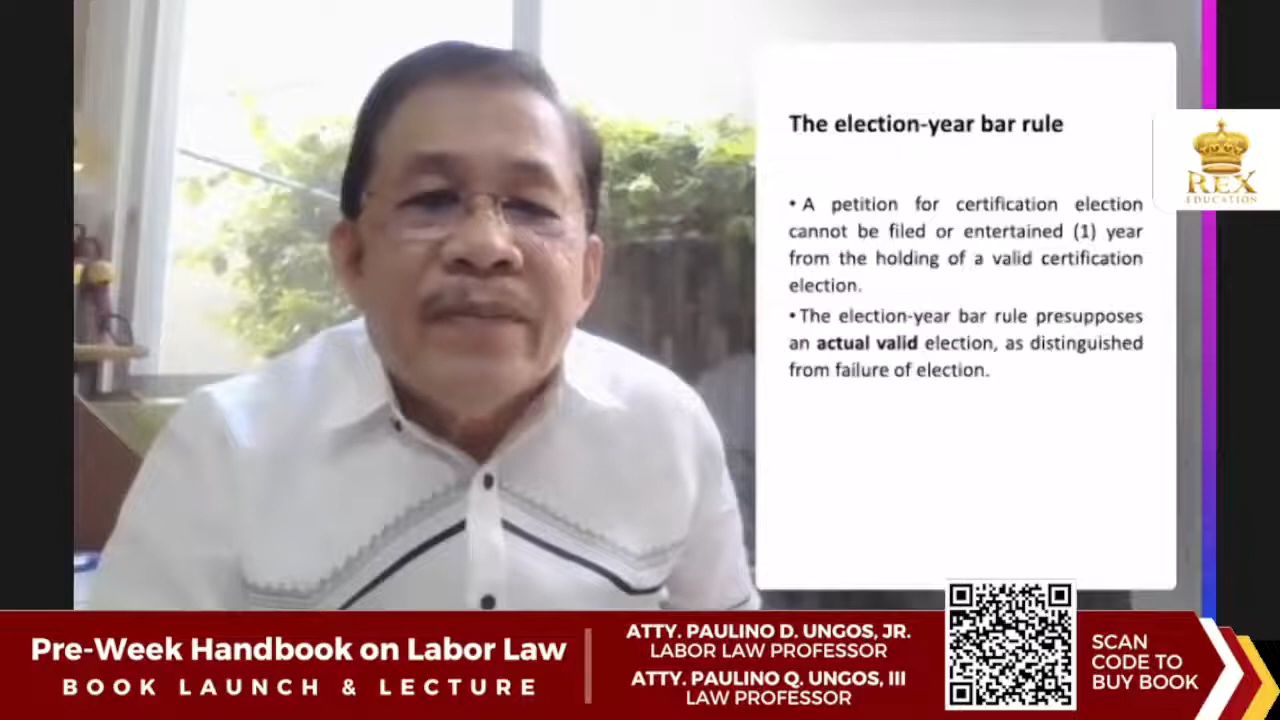 The election-year bar rule
• A petition for certification election
cannot be filed or entertained (1) year
from the holding of a valid certification
election.
• The election-year bar rule presupposes
an actual valid election, as distinguished
from failure of election.
REX
EDUCATION
Pre-Week Handbook on Labor Law
BOOK LAUNCH & LECTURE
ATTY. PAULINO D. UNGOS, JR.
LABOR LAW PROFESSOR
ATTY. PAULINO Q. UNGOS, III
LAW PROFESSOR
SCAN
CODE TO
BUY BOOK